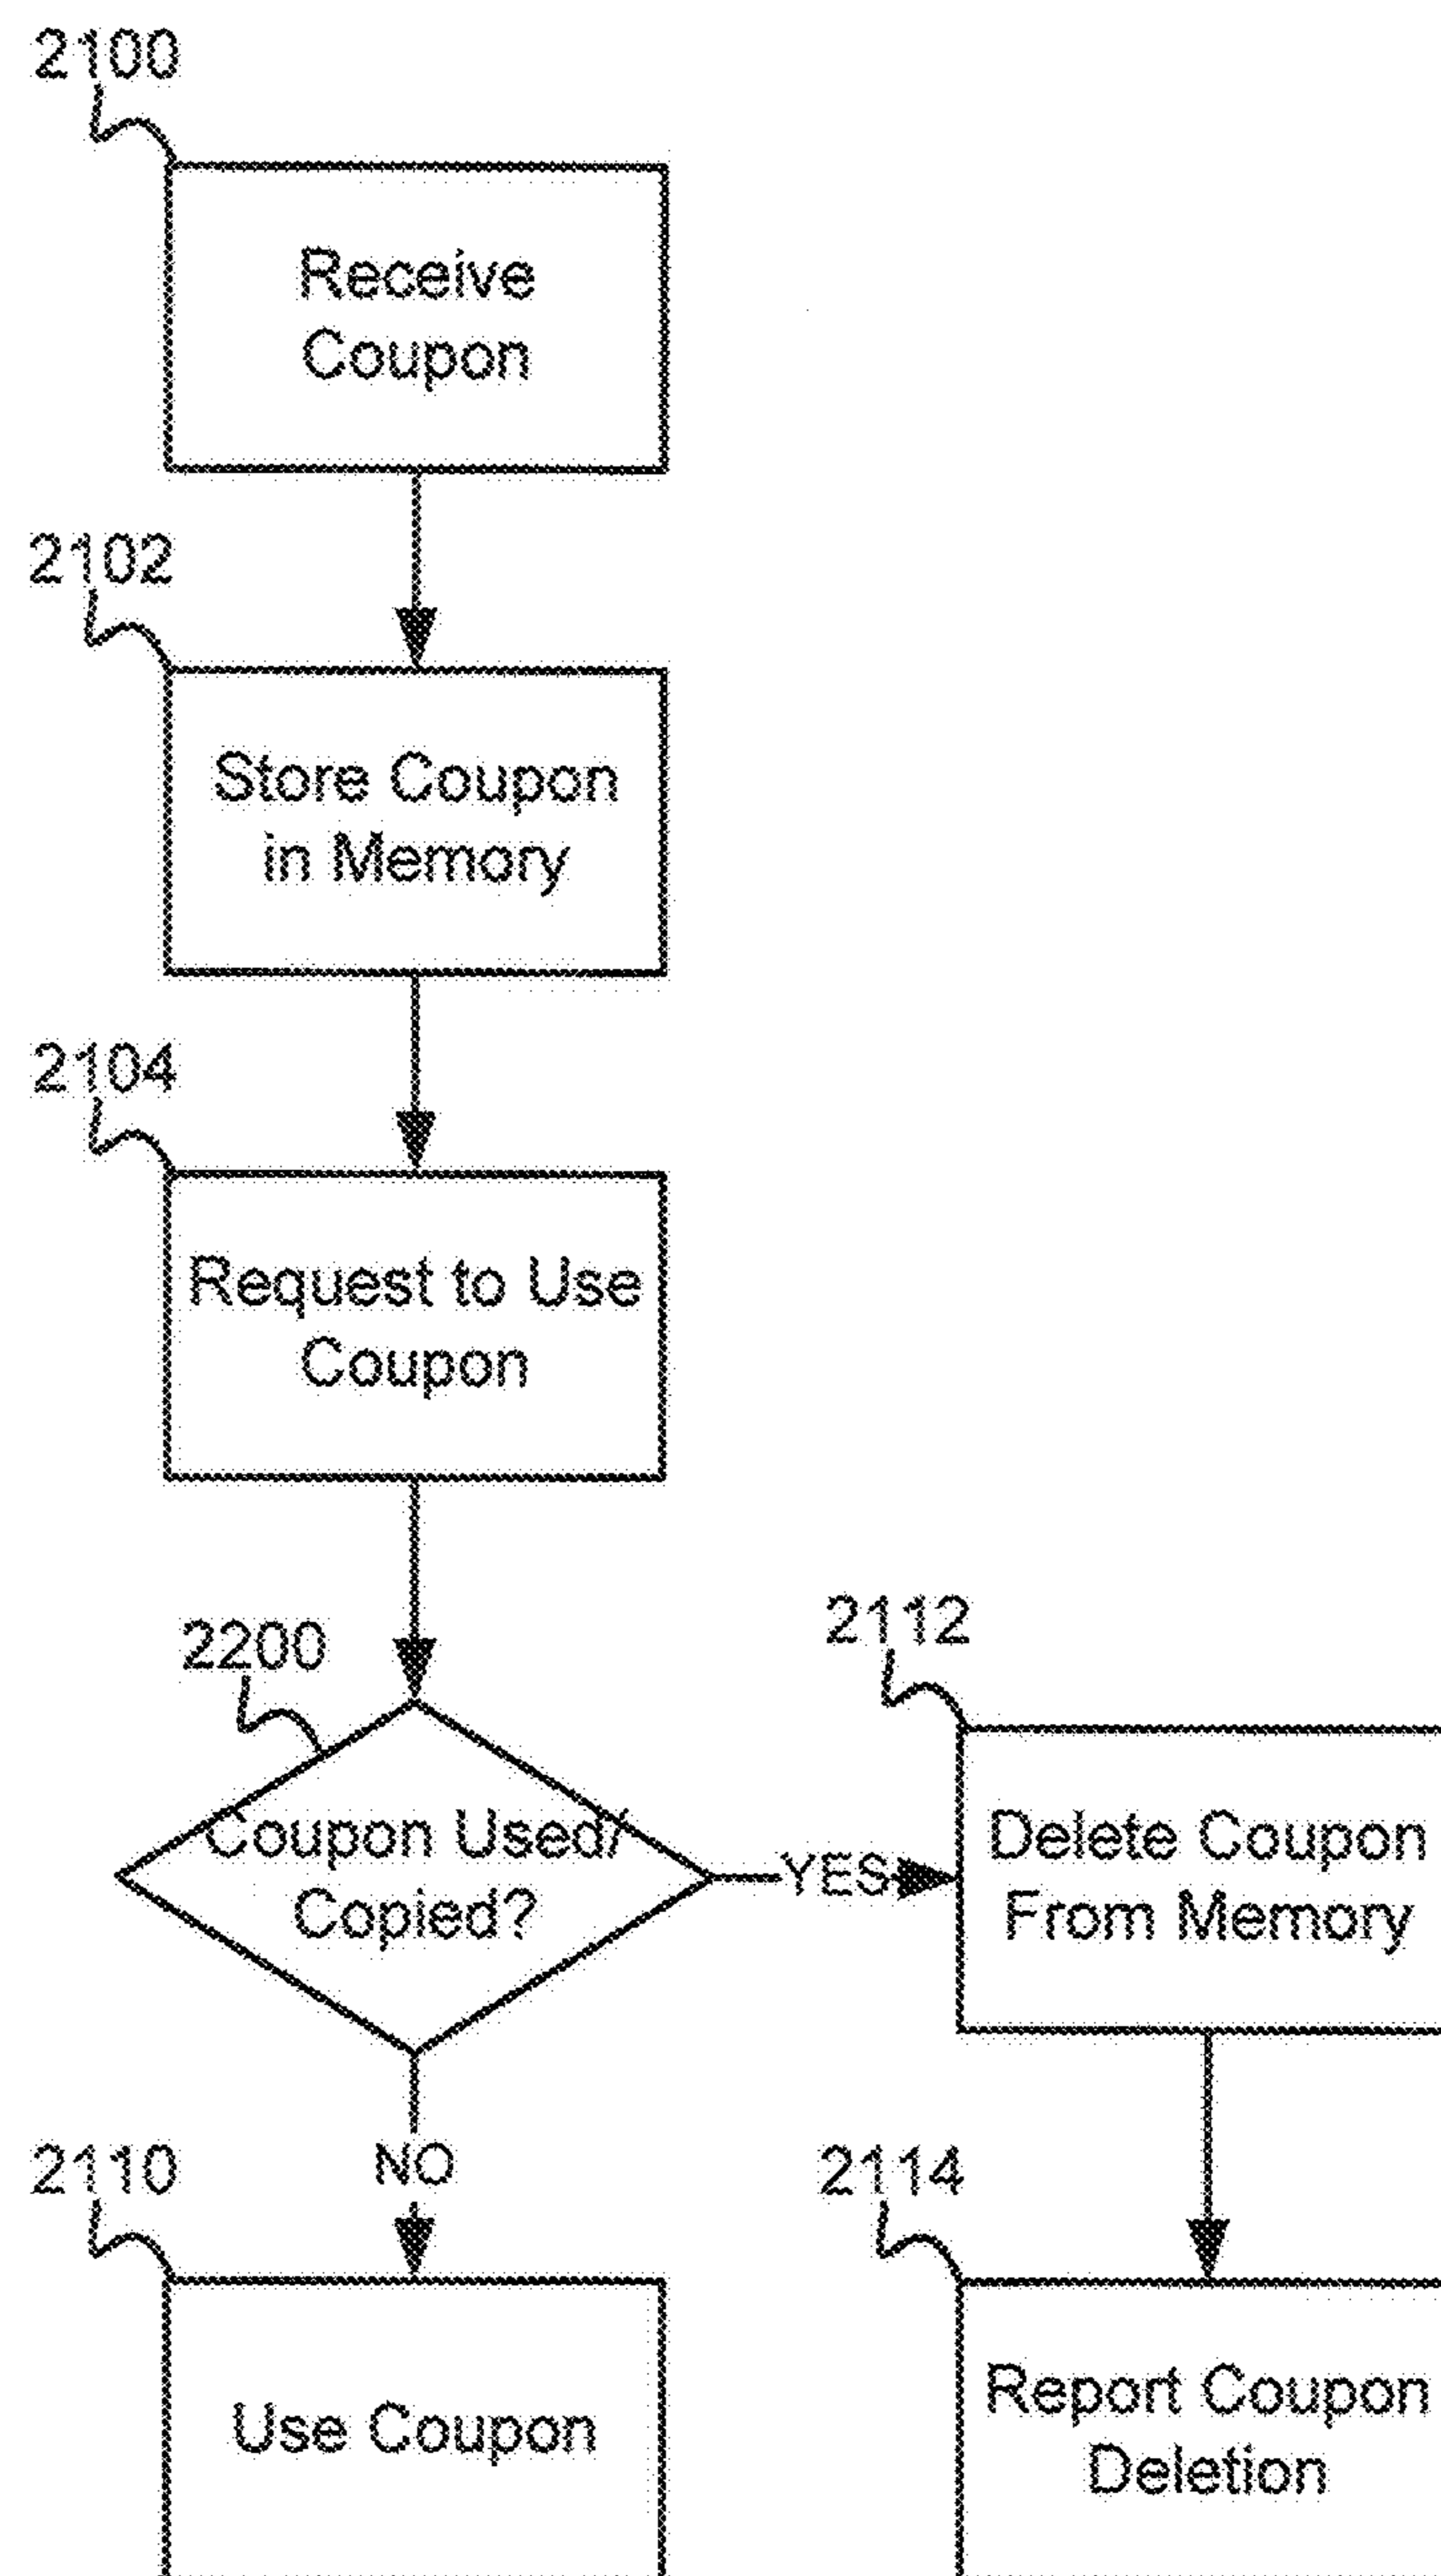 2100
Receive
Coupon
2102
Store Coupon
in Memory
2104
Request to Use
Coupon
2200
Coupon Used/
Copied?
YES
2112
Delete Coupon
From Memory
NO
2110
Use Coupon
2114
Report Coupon
Deletion